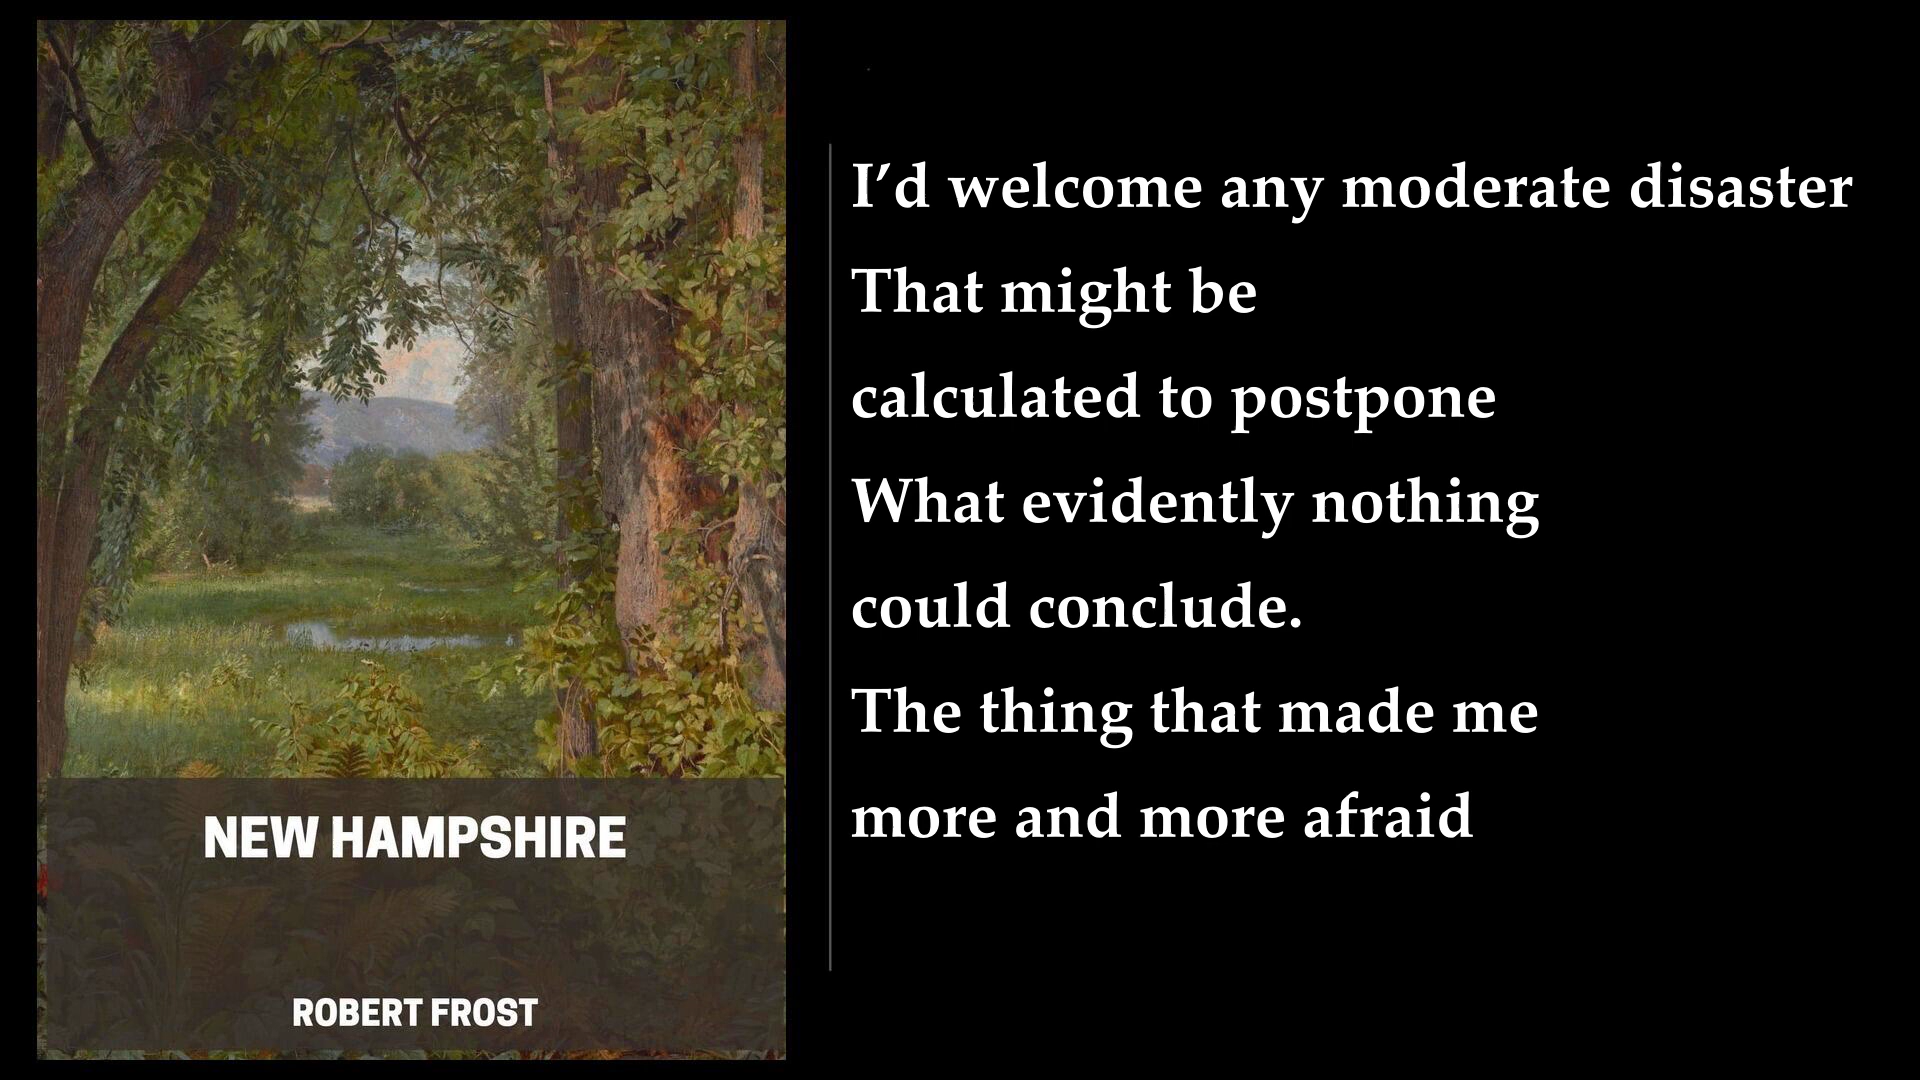 NEW HAMPSHIRE
ROBERT FROST
I’d welcome any moderate disaster
That might be
calculated to postpone
What evidently nothing
could conclude.
The thing that made me
more and more afraid